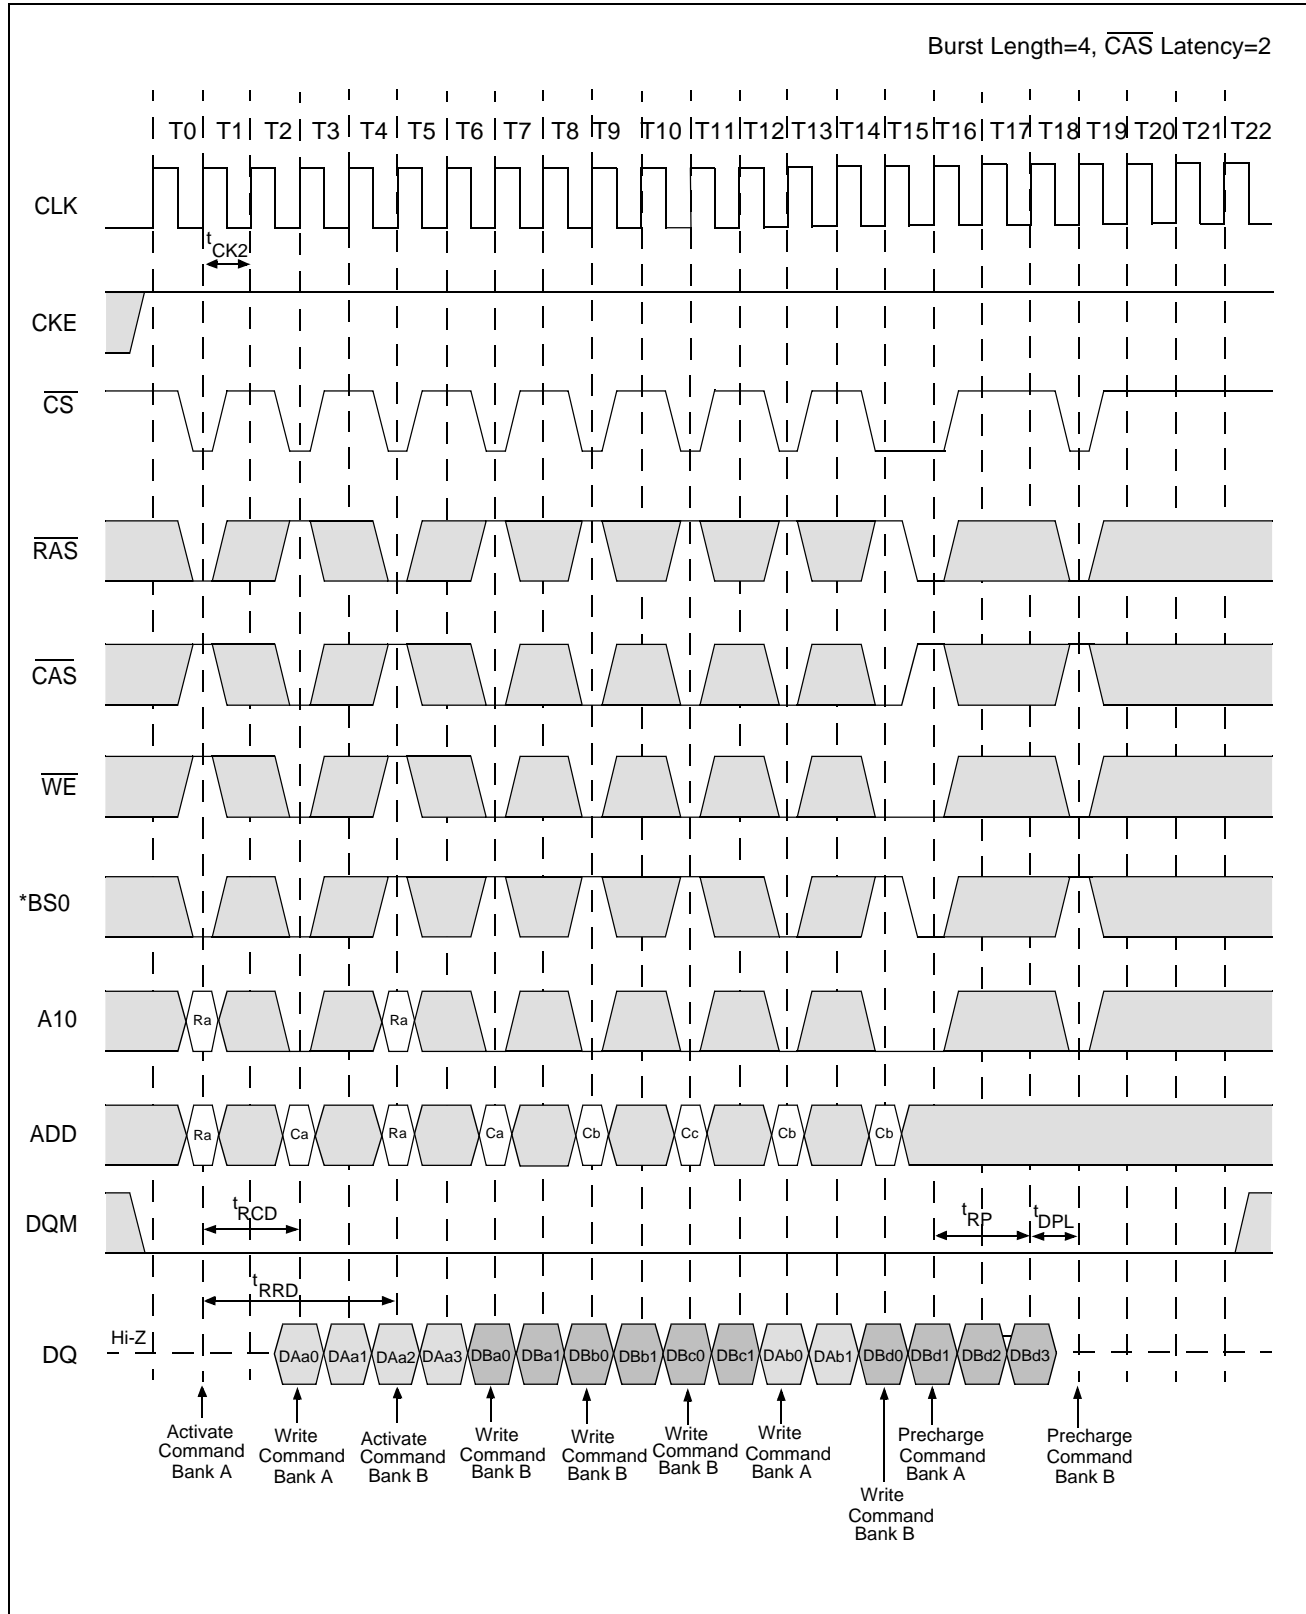 Burst Length=4, CAS Latency=2
T0 T1 T2 T3 T4 T5 T6 T7 T8 T9 T10 T11 T12 T13 T14 T15 T16 T17 T18 T19 T20 T21 T22
CLK
tCK2
CKE
CS
RAS
CAS
WE
*BS0
A10
Ra Ra
ADD
Ra Ca Ra Ca Cb Cc Cb Cb
DQM
tRCD
tRP
tDPL
tRRD
DQ
Hi-Z
DAa0 DAa1 DAa2 DAa3 DBa0 DBa1 DBb0 DBb1 DBc0 DBc1 DAb0 DAb1 DBd0 DBd1 DBd2 DBd3
Activate
Command
Bank A
Write
Command
Bank A
Activate
Command
Bank B
Write
Command
Bank B
Write
Command
Bank B
Write
Command
Bank B
Write
Command
Bank A
Write
Command
Bank B
Precharge
Command
Bank A
Precharge
Command
Bank B